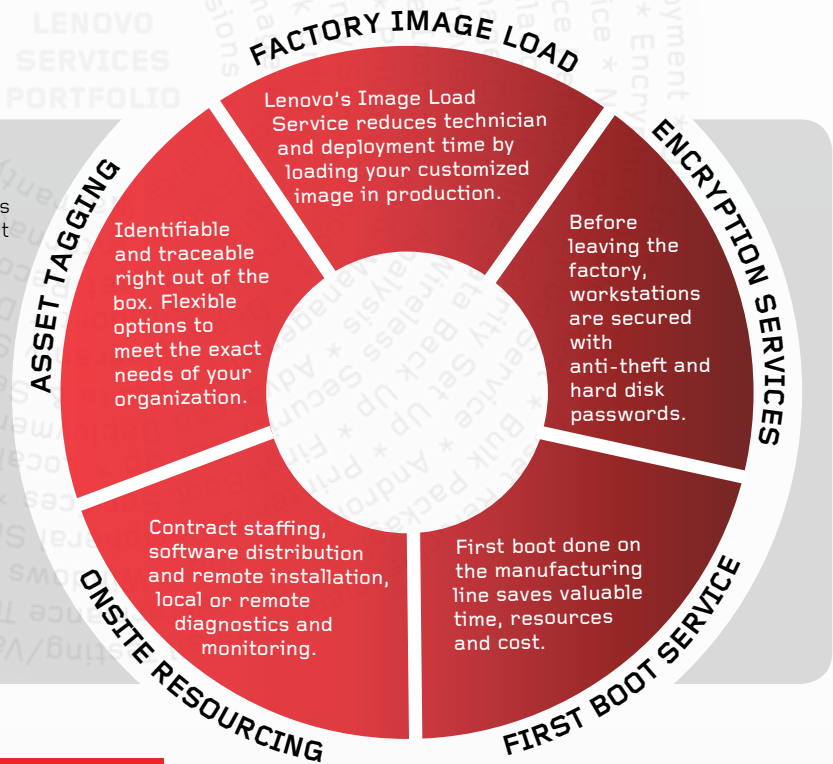 LENOVO
SERVICES
PORTFOLIO
FACTORY IMAGE LOAD
Lenovo's Image Load
Service reduces technician
and deployment time by
loading your customized
image in production.
ENCRYPTION SERVICES
Before
leaving the
factory,
workstations
are secured
with
anti-theft and
hard disk
passwords.
FIRST BOOT SERVICE
First boot done on
the manufacturing
line saves valuable
time, resources
and cost.
ONSITE RESOURCING
Contract staffing,
software distribution
and remote installation,
local or remote
diagnostics and
monitoring.
ASSET TAGGING
Identifiable
and traceable
right out of the
box. Flexible
options to
meet the exact
needs of your
organization.